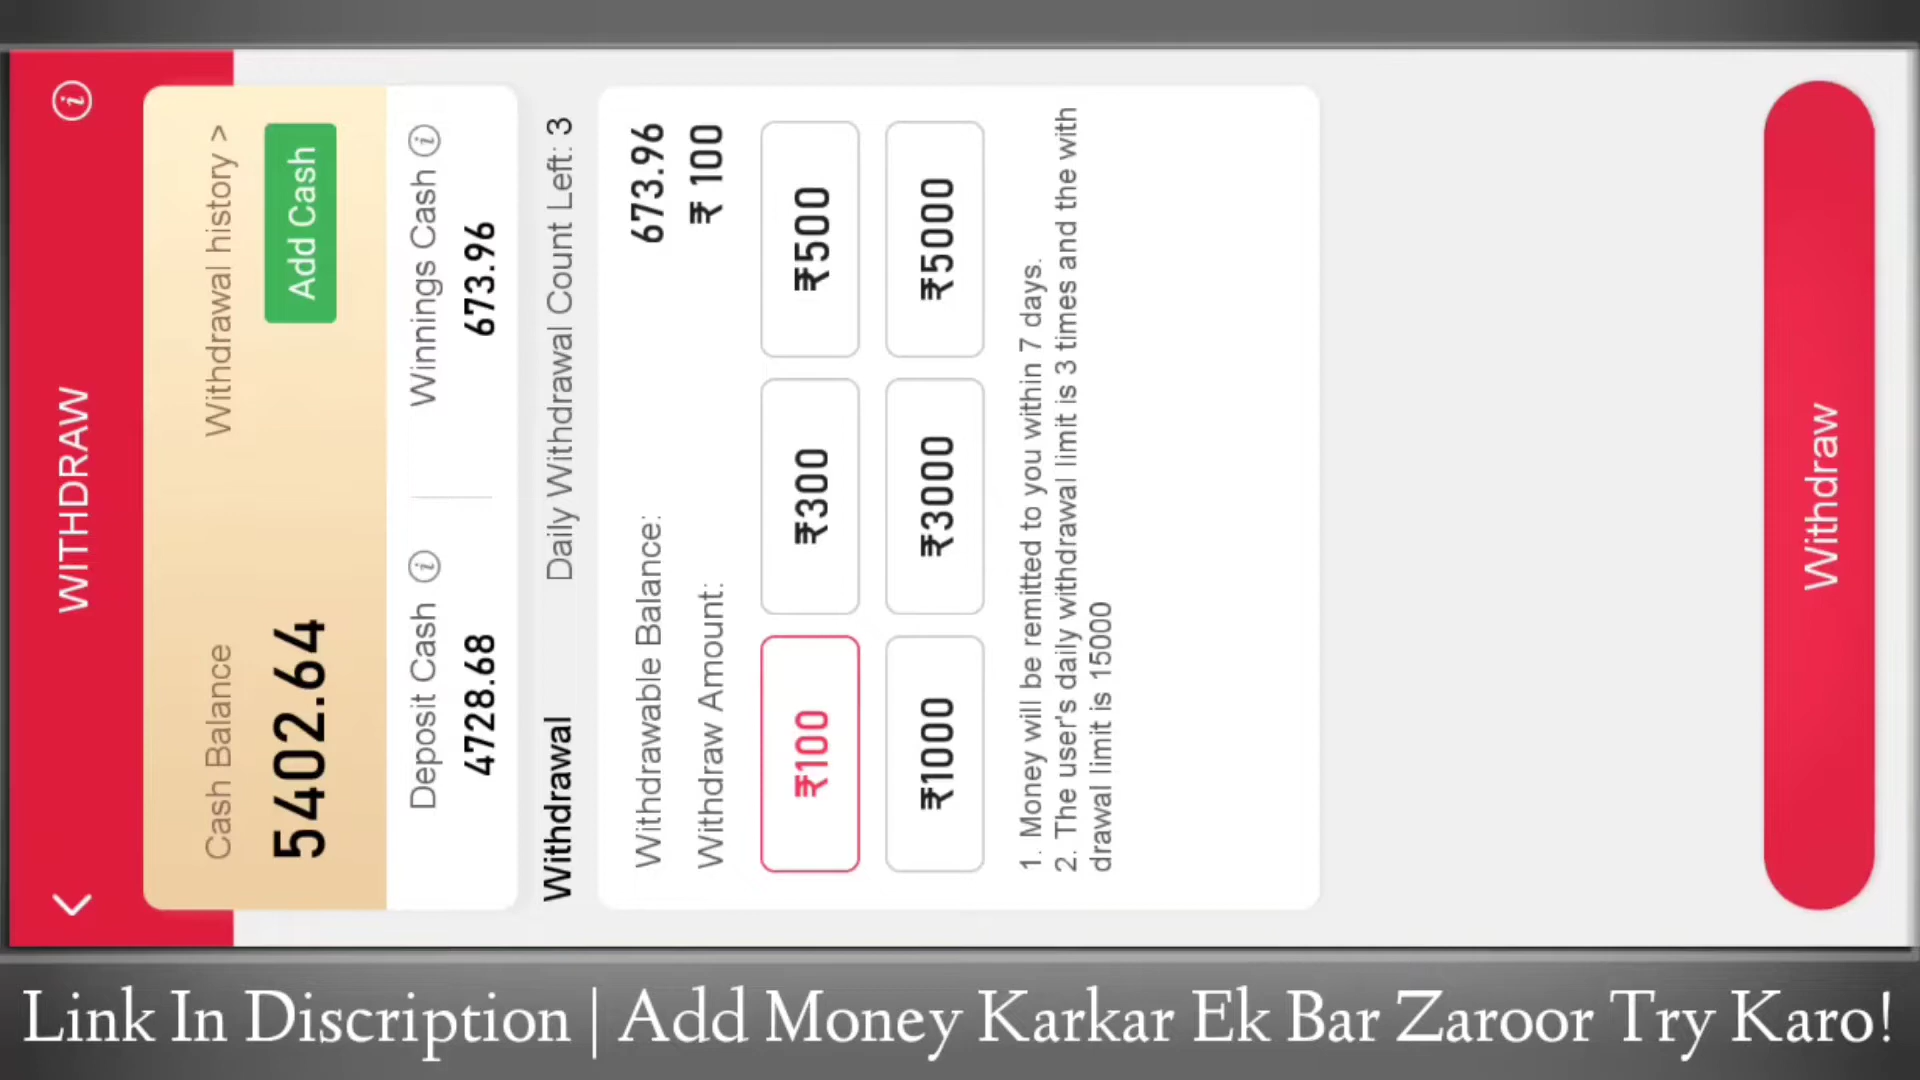 WITHDRAW
Cash Balance
Withdrawal history >
5402.64
Add Cash
Deposit Cash
Winnings Cash
4728.68
673.96
Withdrawal
Daily Withdrawal Count Left: 3
Withdrawable Balance:
673.96
Withdraw Amount:
₹ 100
₹100
₹300
₹500
₹1000
₹3000
₹5000
1. Money will be remitted to you within 7 days.
2. The user's daily withdrawal limit is 3 times and the with
drawal limit is 15000
Withdraw
Link In Discription | Add Money Karkar Ek Bar Zaroor Try Karo!